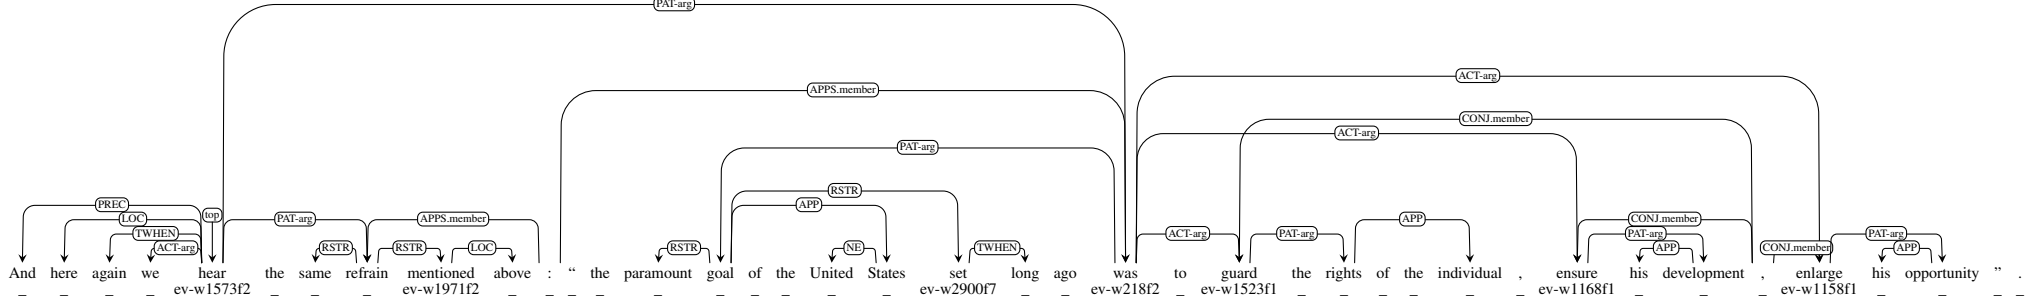 PAT-arg
ACT-arg
APPS.member
CONJ.member
ACT-arg
PAT-arg
RSTR
PREC APP
top
LOC PAT-arg APPS.member APP CONJ.member
TWHEN ACT-arg PAT-arg PAT-arg PAT-arg
ACT-arg RSTR RSTR LOC RSTR NE TWHEN APP CONJ.member APP
And here again we hear the same refrain mentioned above : “ the paramount goal of the United States set long ago was to guard the rights of the individual , ensure his development , enlarge his opportunity ” .
_ _ _ _ ev-w1573f2 _ _ _ ev-w1971f2 _ _ _ _ _ _ _ _ _ _ ev-w2900f7 _ _ ev-w218f2 _ ev-w1523f1 _ _ _ _ _ _ ev-w1168f1 _ _ _ ev-w1158f1 _ _ _ _